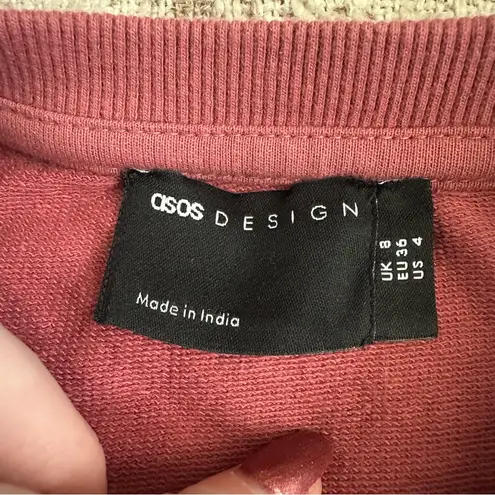 asos DESIGN
Made in India
UK 8
EU 36
US 4